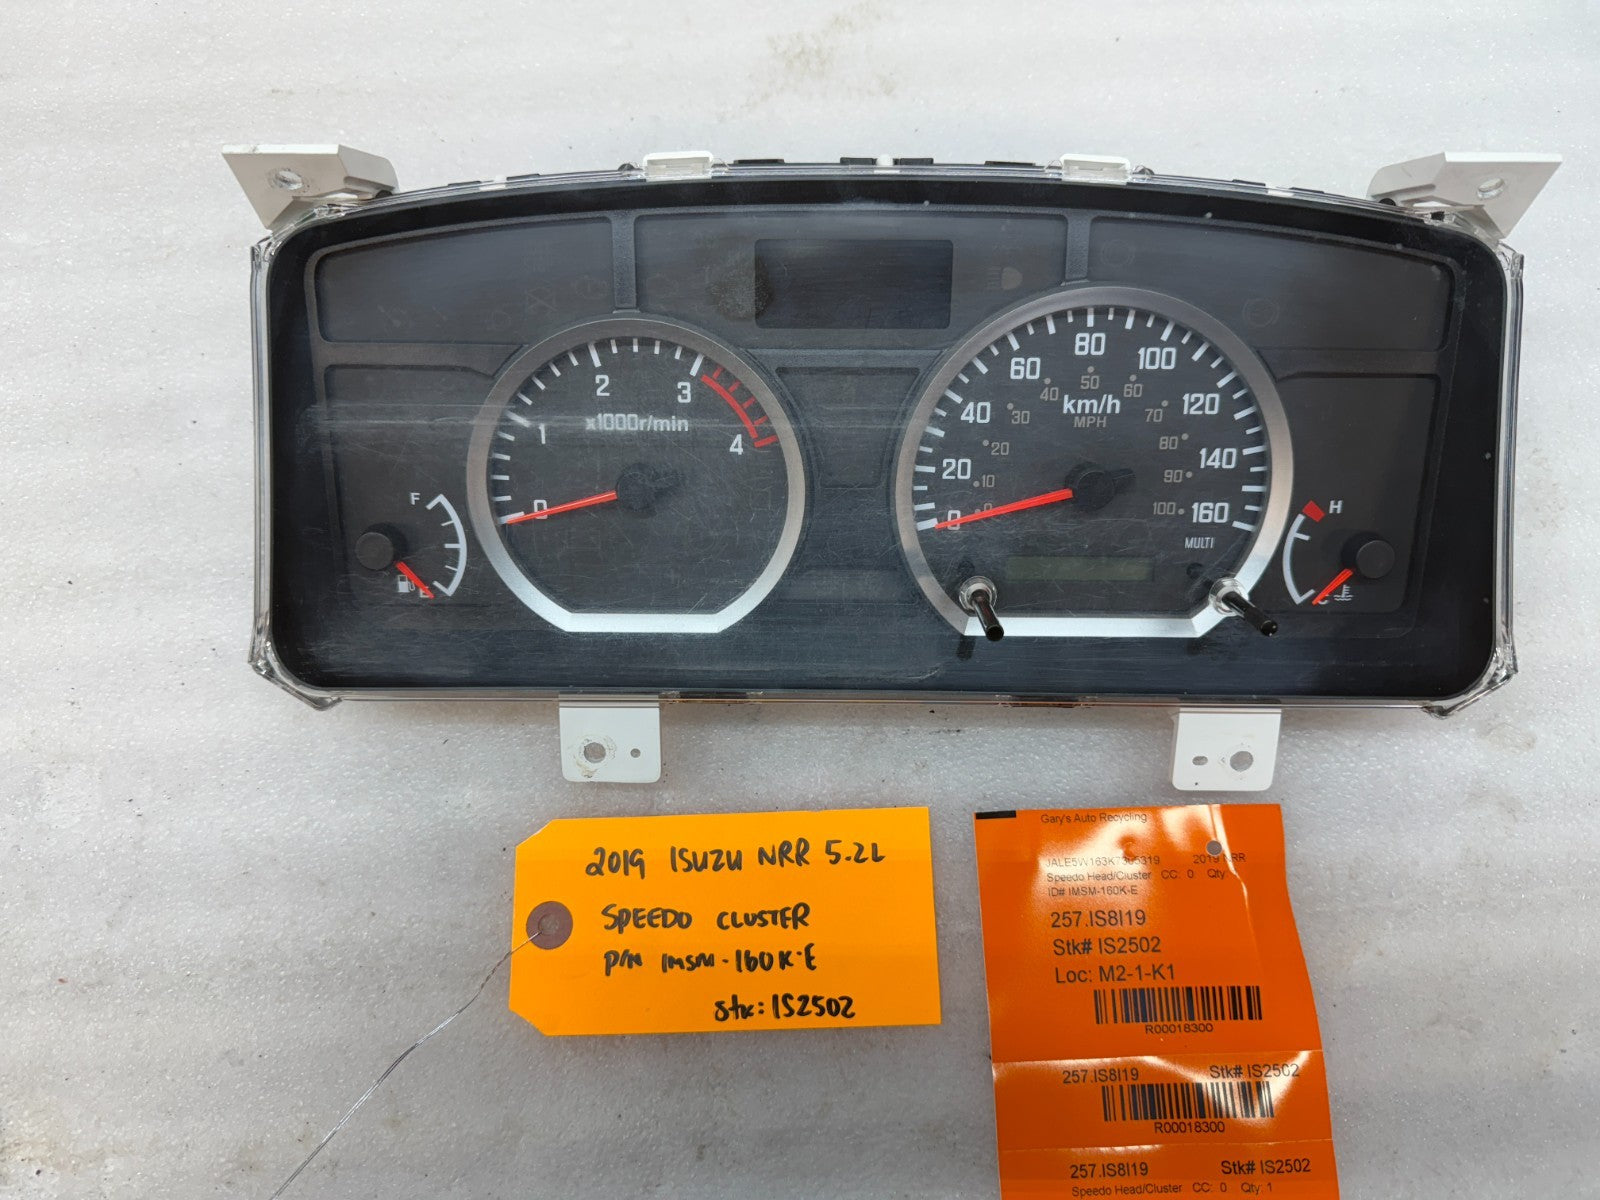 2 3
x1000r/min
1 4
0
F
E
80
60 100
50
40 60
km/h
MPH
40 30 70 120
20 80
20 10 90 140
0 0 100 160
MULTI
H
C
2019 ISUZU NRR 5.2L
SPEEDO CLUSTER
P/N IMSM-160K-E
Stk: IS2502
Gary's Auto Recycling
JALE5W163K7305319 2019 NRR
Speedo Head/Cluster CC: 0 Qty:
ID# IMSM-160K-E
257.IS8I19
Stk# IS2502
Loc: M2-1-K1
R00018300
257.IS8I19 Stk# IS2502
R00018300
257.IS8I19 Stk# IS2502
Speedo Head/Cluster CC: 0 Qty: 1